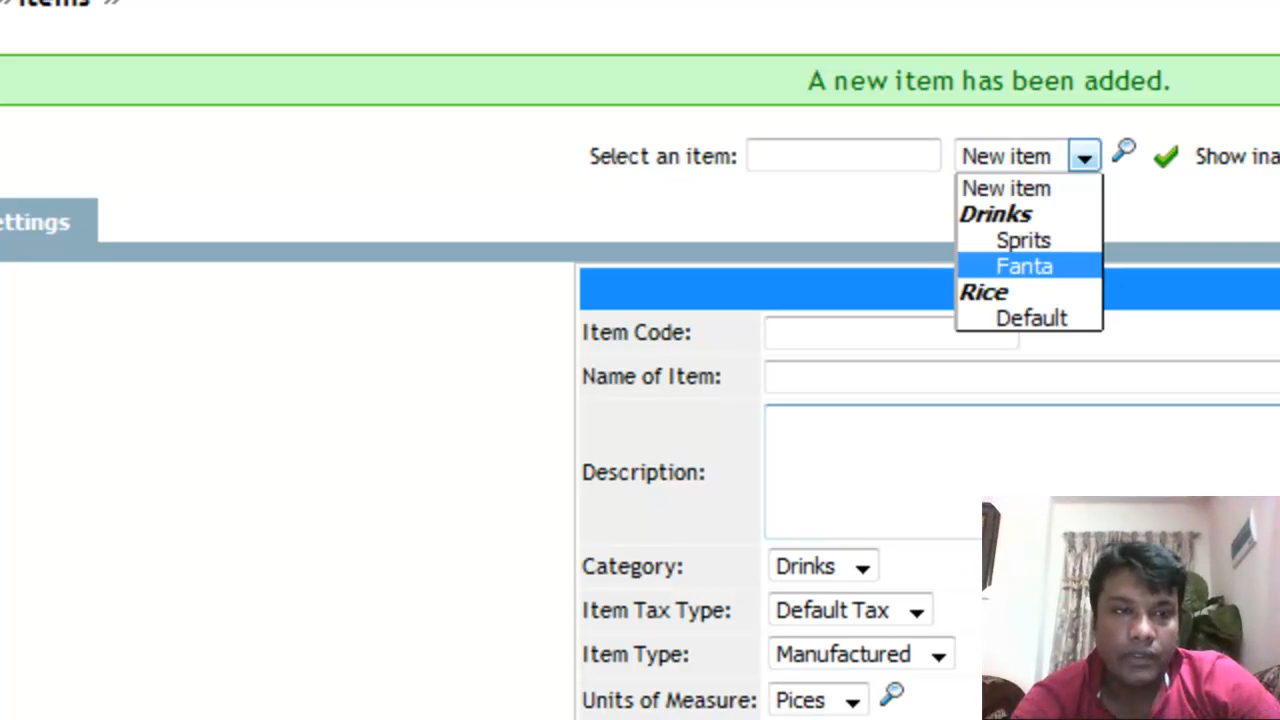 » Items »
A new item has been added.
Select an item: New item Show ina
New item
Drinks
Sprits
Fanta
Rice
Default
ettings
Item Code:
Name of Item:
Description:
Category: Drinks
Item Tax Type: Default Tax
Item Type: Manufactured
Units of Measure: Pices